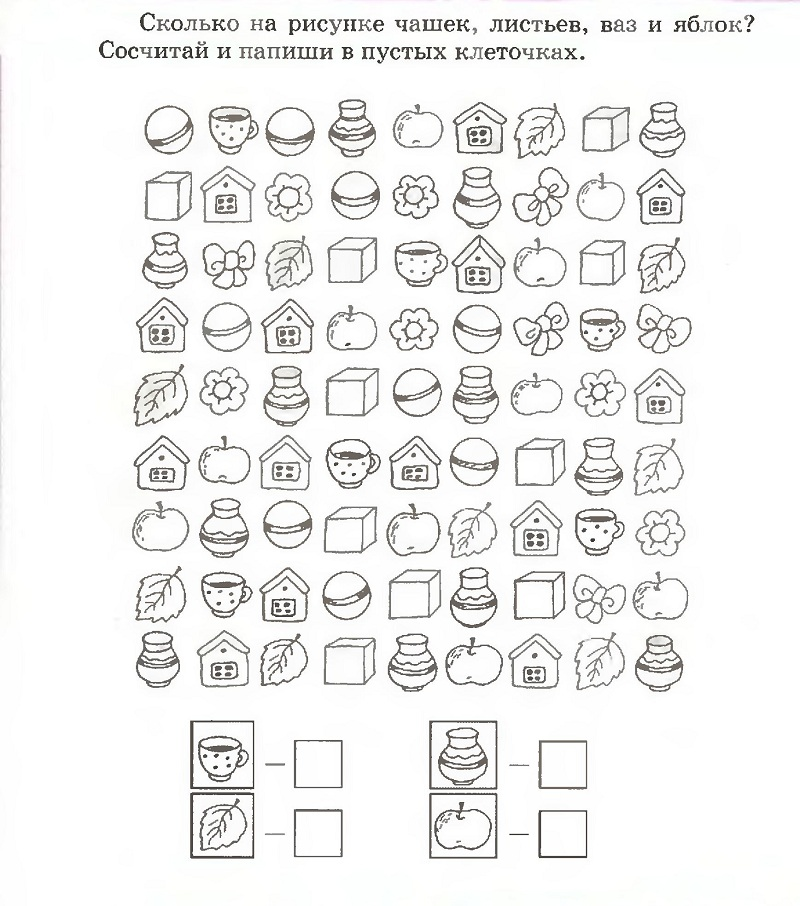 Сколько на рисунке чашек, листьев, ваз и яблок?
Сосчитай и напиши в пустых клеточках.